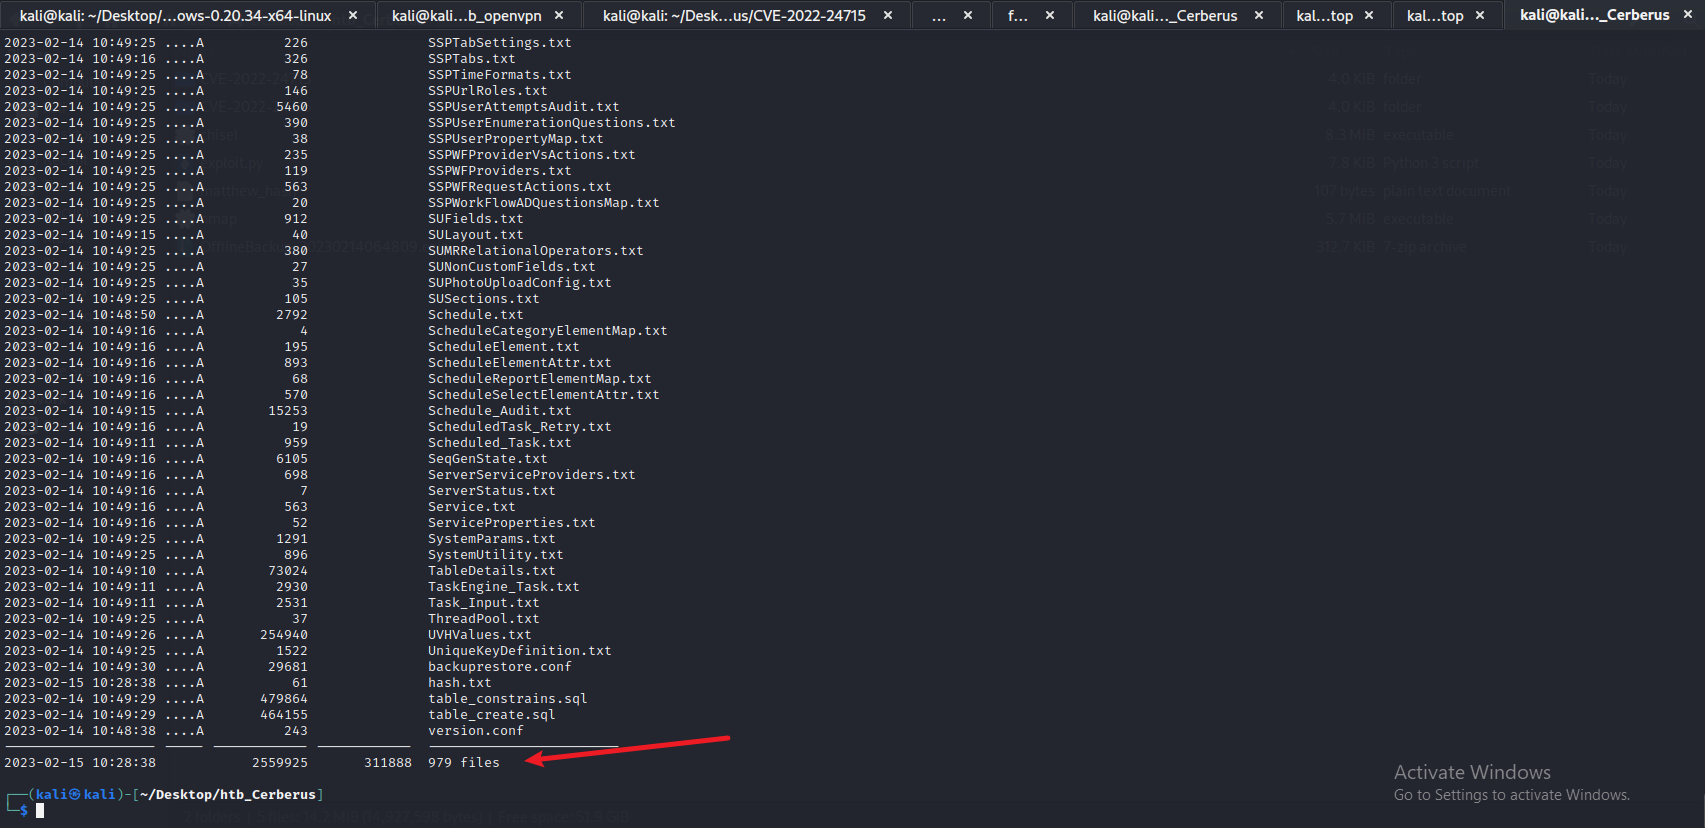 kali@kali: ~/Desktop/...ows-0.20.34-x64-linux × kali@kali...b_openvpn × kali@kali: ~/Desk...us/CVE-2022-24715 × ... × f... × kali@kali..._Cerberus × kal...top × kal...top × kali@kali..._Cerberus ×
2023-02-14 10:49:25 ....A 226 SSPTabSettings.txt
2023-02-14 10:49:16 ....A 326 SSPTabs.txt
2023-02-14 10:49:25 ....A 78 SSPTimeFormats.txt
2023-02-14 10:49:25 ....A 146 SSPUrlRoles.txt
2023-02-14 10:49:25 ....A 5460 SSPUserAttemptsAudit.txt
2023-02-14 10:49:25 ....A 390 SSPUserEnumerationQuestions.txt
2023-02-14 10:49:25 ....A 38 SSPUserPropertyMap.txt
2023-02-14 10:49:25 ....A 235 SSPWFProviderVsActions.txt
2023-02-14 10:49:25 ....A 119 SSPWFProviders.txt
2023-02-14 10:49:25 ....A 563 SSPWFRequestActions.txt
2023-02-14 10:49:25 ....A 20 SSPWorkFlowADQuestionsMap.txt
2023-02-14 10:49:25 ....A 912 SUFields.txt
2023-02-14 10:49:15 ....A 40 SULayout.txt
2023-02-14 10:49:25 ....A 380 SUMRRelationalOperators.txt
2023-02-14 10:49:25 ....A 27 SUNonCustomFields.txt
2023-02-14 10:49:25 ....A 35 SUPhotoUploadConfig.txt
2023-02-14 10:49:25 ....A 105 SUSections.txt
2023-02-14 10:48:50 ....A 2792 Schedule.txt
2023-02-14 10:49:16 ....A 4 ScheduleCategoryElementMap.txt
2023-02-14 10:49:16 ....A 195 ScheduleElement.txt
2023-02-14 10:49:16 ....A 893 ScheduleElementAttr.txt
2023-02-14 10:49:16 ....A 68 ScheduleReportElementMap.txt
2023-02-14 10:49:16 ....A 570 ScheduleSelectElementAttr.txt
2023-02-14 10:49:15 ....A 15253 Schedule_Audit.txt
2023-02-14 10:49:16 ....A 19 ScheduledTask_Retry.txt
2023-02-14 10:49:11 ....A 959 Scheduled_Task.txt
2023-02-14 10:49:16 ....A 6105 SeqGenState.txt
2023-02-14 10:49:16 ....A 698 ServerServiceProviders.txt
2023-02-14 10:49:16 ....A 7 ServerStatus.txt
2023-02-14 10:49:16 ....A 563 Service.txt
2023-02-14 10:49:16 ....A 52 ServiceProperties.txt
2023-02-14 10:49:25 ....A 1291 SystemParams.txt
2023-02-14 10:49:25 ....A 896 SystemUtility.txt
2023-02-14 10:49:10 ....A 73024 TableDetails.txt
2023-02-14 10:49:11 ....A 2930 TaskEngine_Task.txt
2023-02-14 10:49:11 ....A 2531 Task_Input.txt
2023-02-14 10:49:25 ....A 37 ThreadPool.txt
2023-02-14 10:49:26 ....A 254940 UVHValues.txt
2023-02-14 10:49:25 ....A 1522 UniqueKeyDefinition.txt
2023-02-14 10:49:30 ....A 29681 backuprestore.conf
2023-02-15 10:28:38 ....A 61 hash.txt
2023-02-14 10:49:29 ....A 479864 table_constrains.sql
2023-02-14 10:49:29 ....A 464155 table_create.sql
2023-02-14 10:48:38 ....A 243 version.conf
------------------- ----- ------------ ------------ ------------------------
2023-02-15 10:28:38 2559925 311888 979 files
Activate Windows
Go to Settings to activate Windows.
┌──(kali㉿kali)-[~/Desktop/htb_Cerberus]
└─$